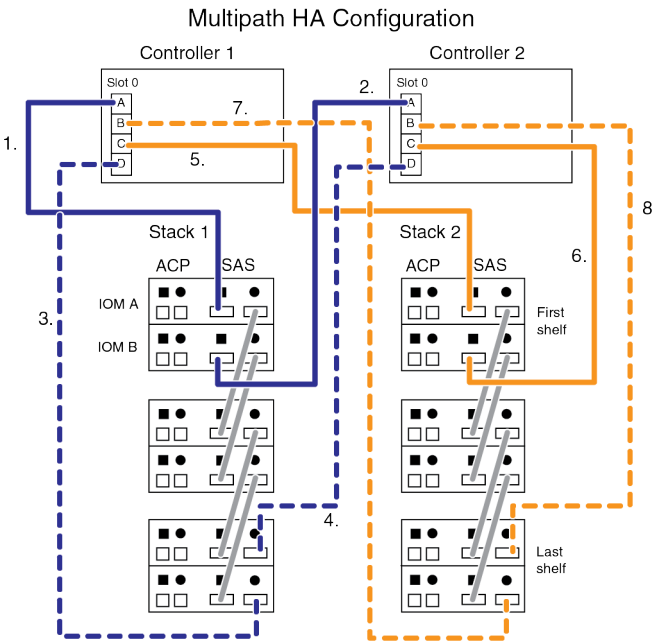 Multipath HA Configuration
Controller 1
Controller 2
Slot 0
A
B
C
D
Slot 0
A
B
C
D
1.
2.
7.
5.
8
Stack 1
Stack 2
ACP
SAS
ACP
SAS
6.
IOM A
IOM B
First
shelf
3.
4.
Last
shelf